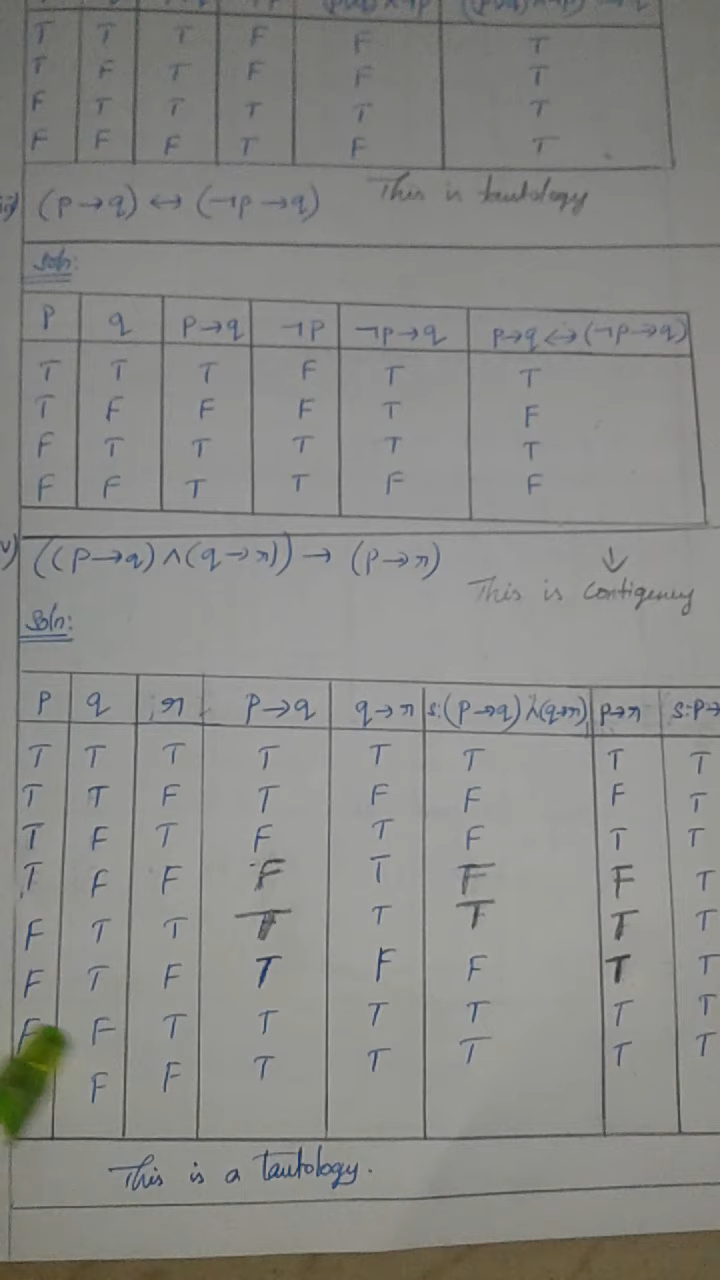 T T T F F T
T F T F F T
F T T T T T
F F F T F T
(P→q) ↔ (¬P→q) This is tautology
Soln:
P q P→q ¬P ¬P→q P→q ↔ (¬P→q)
T T T F T T
T F F F T F
F T T T T T
F F T T F F
((P→q) ∧ (q→r)) → (P→r)
↓
This is Contigency
Soln:
P q r P→q q→r (P→q)∧(q→r) P→r
T T T T T T T T
T T F T F F F T
T F T F T F T T
T F F F T F F T
F T T T T T T T
F T F T F F T T
F F T T T T T T
F F T T T T T
This is a tautology.